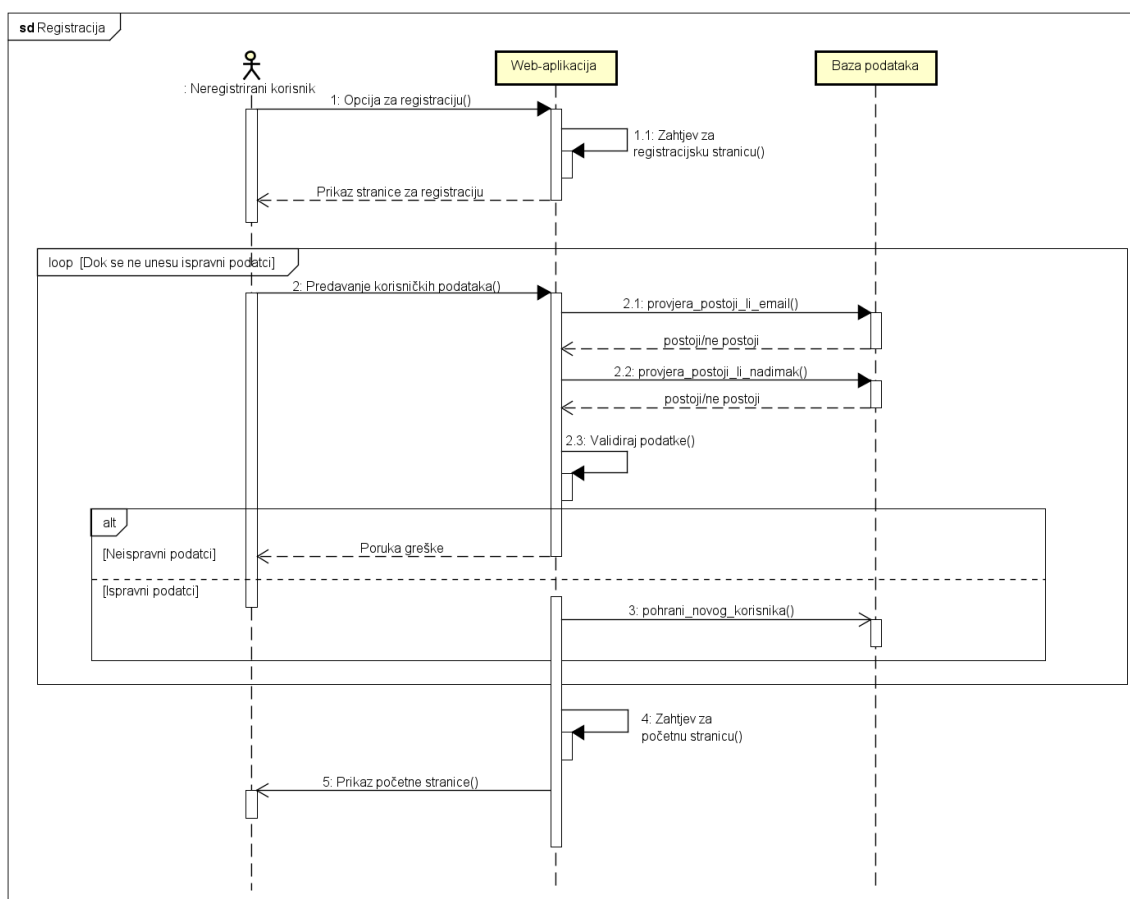 sd Registracija
: Neregistrirani korisnik
Web-aplikacija
Baza podataka
1: Opcija za registraciju()
1.1: Zahtjev za
registracijsku stranicu()
Prikaz stranice za registraciju
loop [Dok se ne unesu ispravni podatci]
2: Predavanje korisničkih podataka()
2.1: provjera_postoji_li_email()
postoji/ne postoji
2.2: provjera_postoji_li_nadimak()
postoji/ne postoji
2.3: Validiraj podatke()
alt
[Neispravni podatci]
Poruka greške
[Ispravni podatci]
3: pohrani_novog_korisnika()
4: Zahtjev za
početnu stranicu()
5: Prikaz početne stranice()